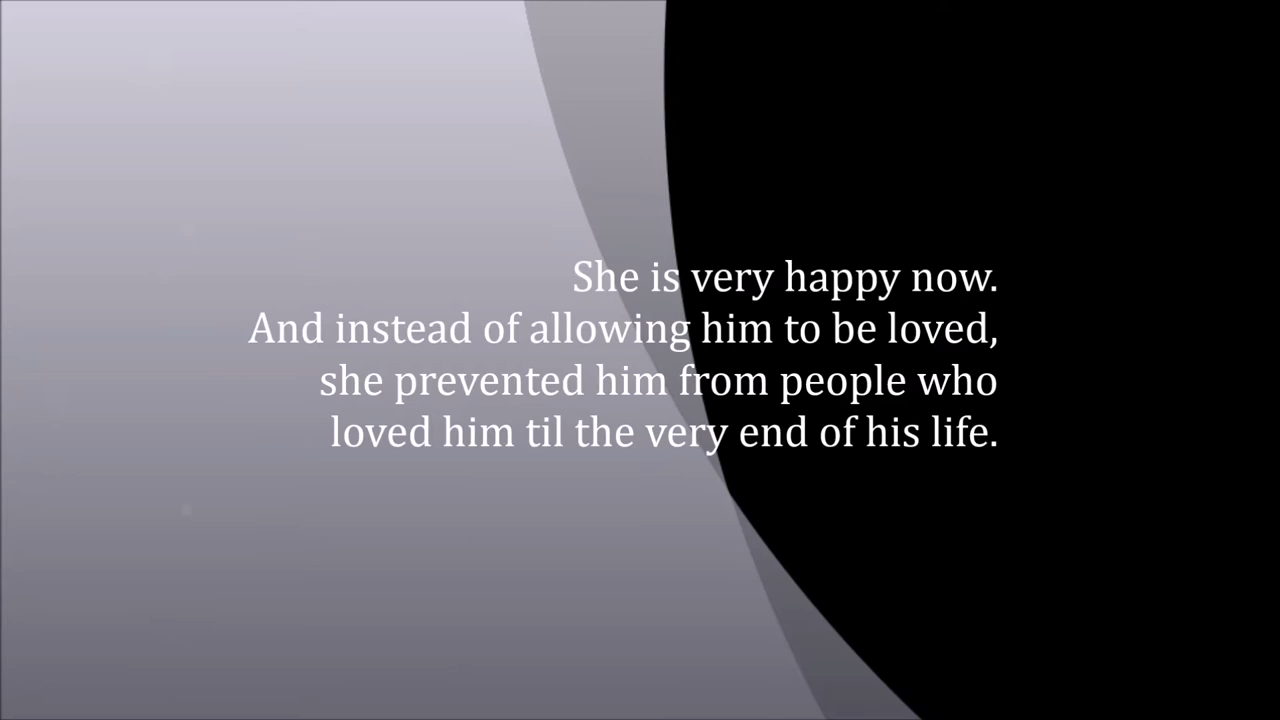 She is very happy now.
And instead of allowing him to be loved,
she prevented him from people who
loved him til the very end of his life.